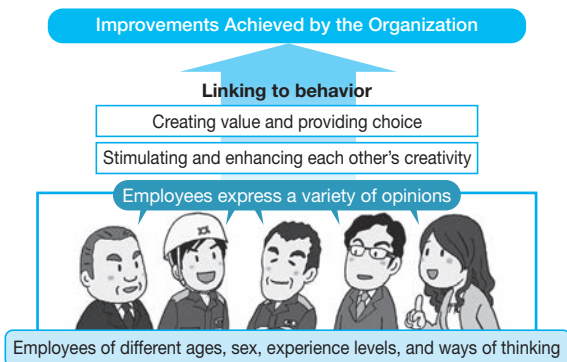 Improvements Achieved by the Organization
Linking to behavior
Creating value and providing choice
Stimulating and enhancing each other's creativity
Employees express a variety of opinions
Employees of different ages, sex, experience levels, and ways of thinking